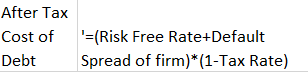 After Tax
Cost of '=(Risk Free Rate+Default
Debt Spread of firm)*(1-Tax Rate)